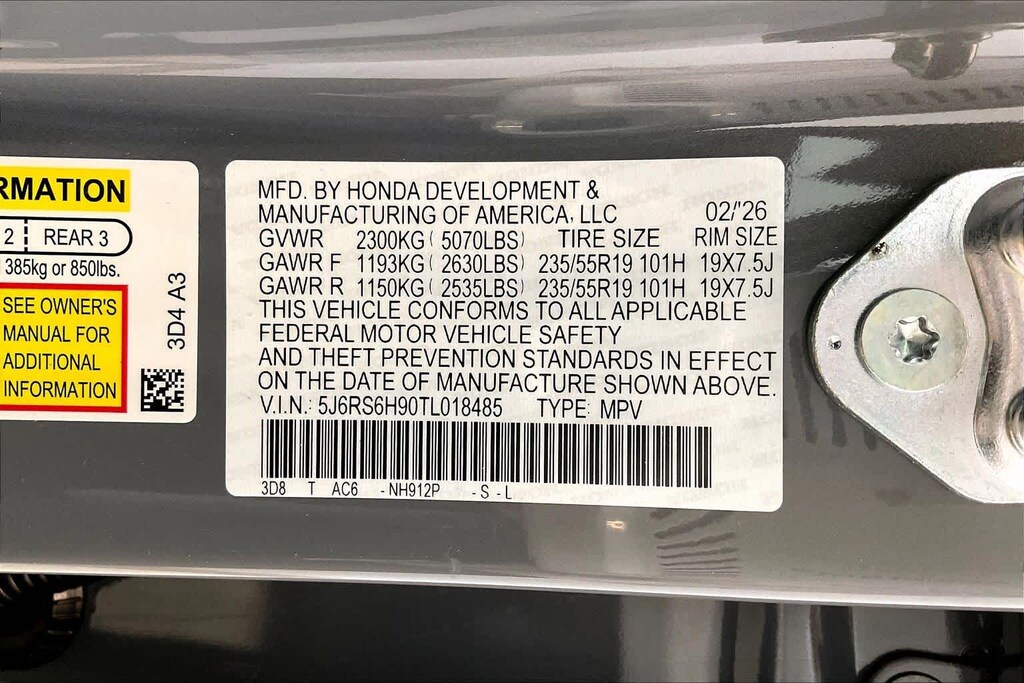 RMATION
2 REAR 3
385kg or 850lbs.
SEE OWNER'S
MANUAL FOR
ADDITIONAL
INFORMATION
3D4 A3
MFD. BY HONDA DEVELOPMENT &
MANUFACTURING OF AMERICA, LLC 02/'26
GVWR 2300KG ( 5070LBS) TIRE SIZE RIM SIZE
GAWR F 1193KG ( 2630LBS) 235/55R19 101H 19X7.5J
GAWR R 1150KG ( 2535LBS) 235/55R19 101H 19X7.5J
THIS VEHICLE CONFORMS TO ALL APPLICABLE
FEDERAL MOTOR VEHICLE SAFETY
AND THEFT PREVENTION STANDARDS IN EFFECT
ON THE DATE OF MANUFACTURE SHOWN ABOVE.
V.I.N.: 5J6RS6H90TL018485 TYPE: MPV
3D8 T AC6 -NH912P -S -L